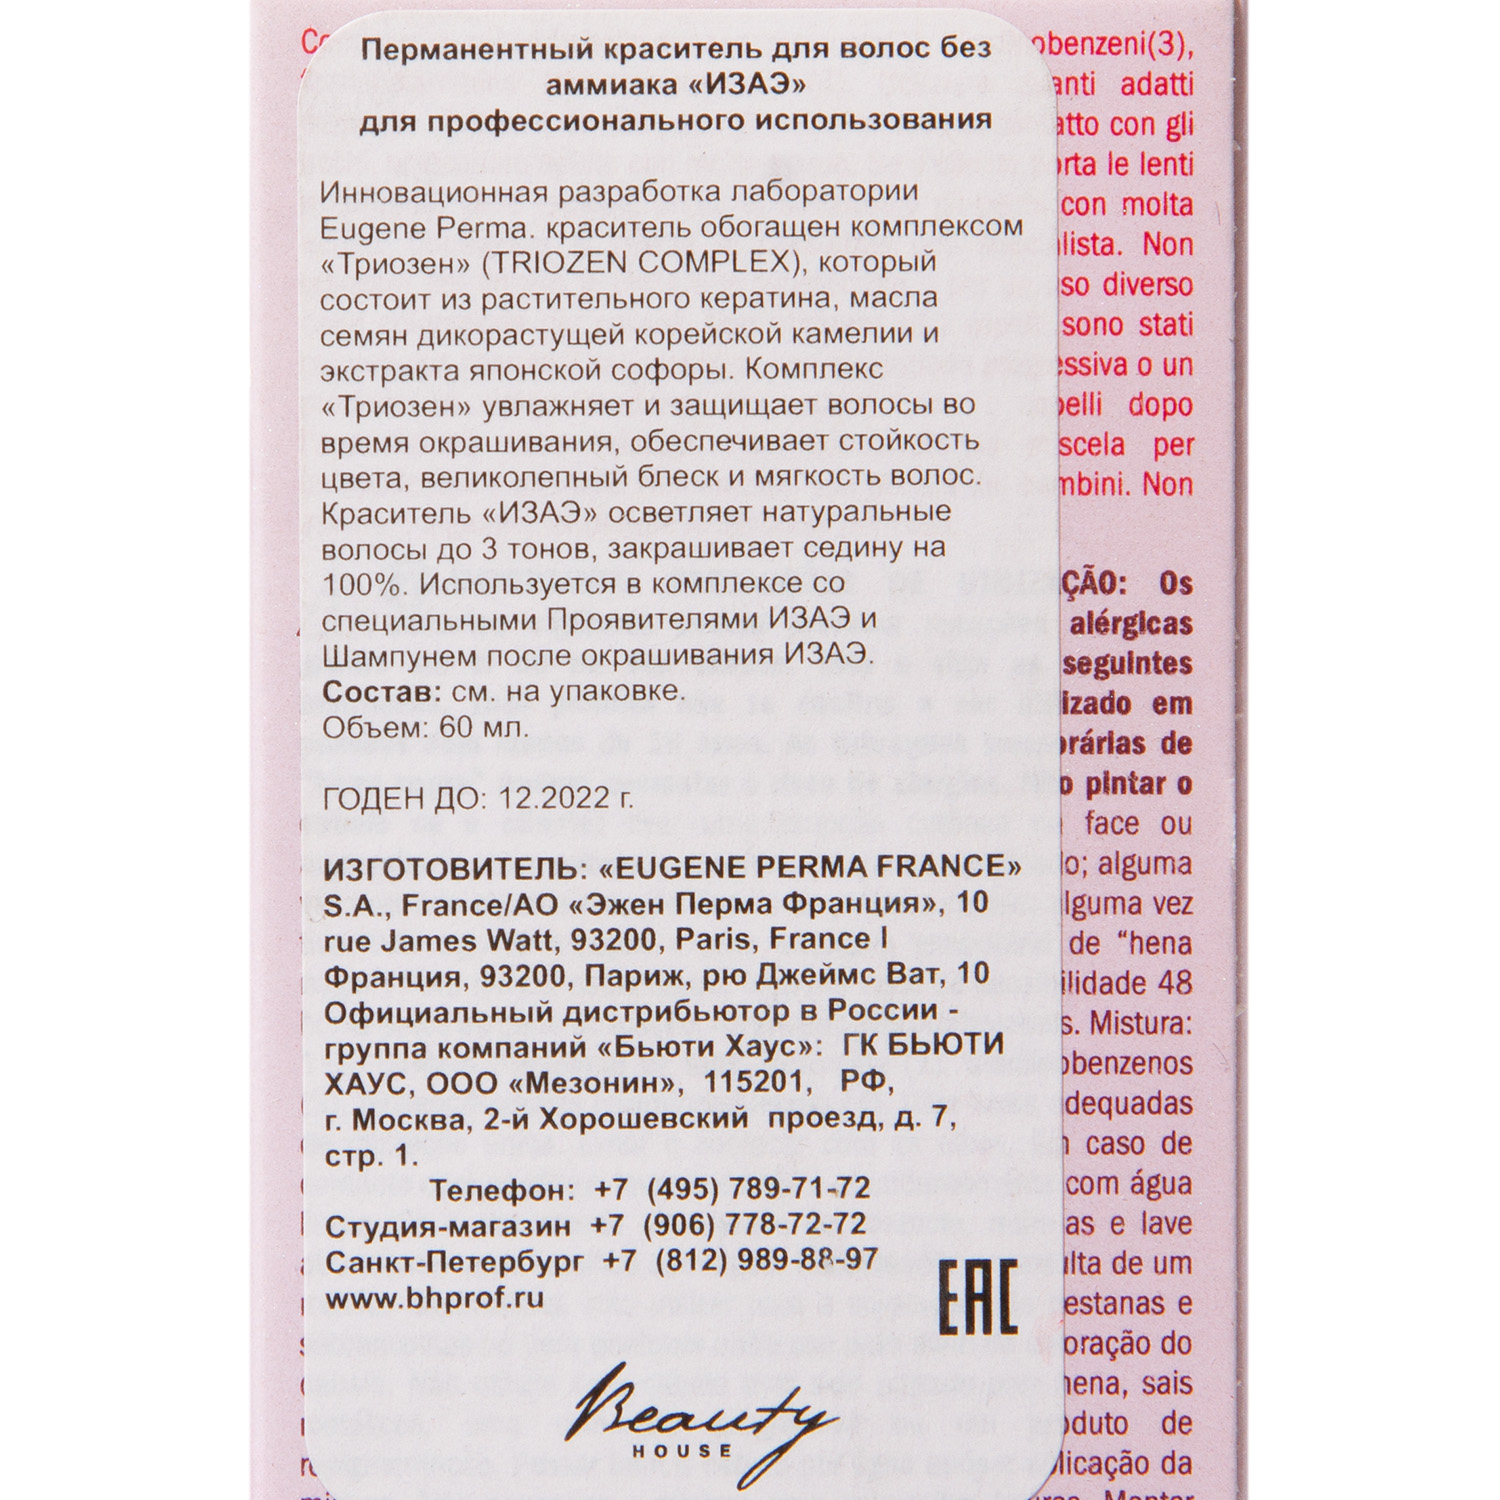 Перманентный краситель для волос без
аммиака «ИЗАЭ»
для профессионального использования
Инновационная разработка лаборатории
Eugene Perma. краситель обогащен комплексом
«Триозен» (TRIOZEN COMPLEX), который
состоит из растительного кератина, масла
семян дикорастущей корейской камелии и
экстракта японской софоры. Комплекс
«Триозен» увлажняет и защищает волосы во
время окрашивания, обеспечивает стойкость
цвета, великолепный блеск и мягкость волос.
Краситель «ИЗАЭ» осветляет натуральные
волосы до 3 тонов, закрашивает седину на
100%. Используется в комплексе со
специальными Проявителями ИЗАЭ и
Шампунем после окрашивания ИЗАЭ.
Состав: см. на упаковке.
Объем: 60 мл.
ГОДЕН ДО: 12.2022 г.
ИЗГОТОВИТЕЛЬ: «EUGENE PERMA FRANCE»
S.A., France/АО «Эжен Перма Франция», 10
rue James Watt, 93200, Paris, France I
Франция, 93200, Париж, рю Джеймс Ват, 10
Официальный дистрибьютор в России -
группа компаний «Бьюти Хаус»: ГК БЬЮТИ
ХАУС, ООО «Мезонин», 115201, РФ,
г. Москва, 2-й Хорошевский проезд, д. 7,
стр. 1.
Телефон: +7 (495) 789-71-72
Студия-магазин +7 (906) 778-72-72
Санкт-Петербург +7 (812) 989-88-97
www.bhprof.ru
EAC
Beauty
HOUSE
obenzeni(3),
anti adatti
atto con gli
orta le lenti
con molta
lista. Non
so diverso
sono stati
essiva o un
pelli dopo
scela per
mbini. Non
ÇÃO: Os
alérgicas
seguintes
izado em
orárias de
o pintar o
face ou
o; alguma
lguma vez
de “hena
ilidade 48
s. Mistura:
obenzenos
dequadas
caso de
com água
as e lave
ulta de um
estanas e
oração do
hena, sais
oduto de
licação da